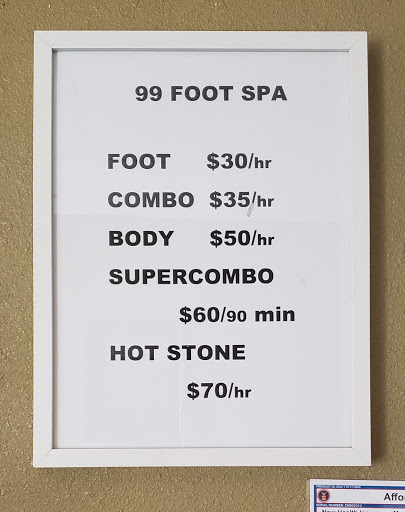 99 FOOT SPA
FOOT $30/hr
COMBO $35/hr
BODY $50/hr
SUPERCOMBO
$60/90 min
HOT STONE
$70/hr
Affo